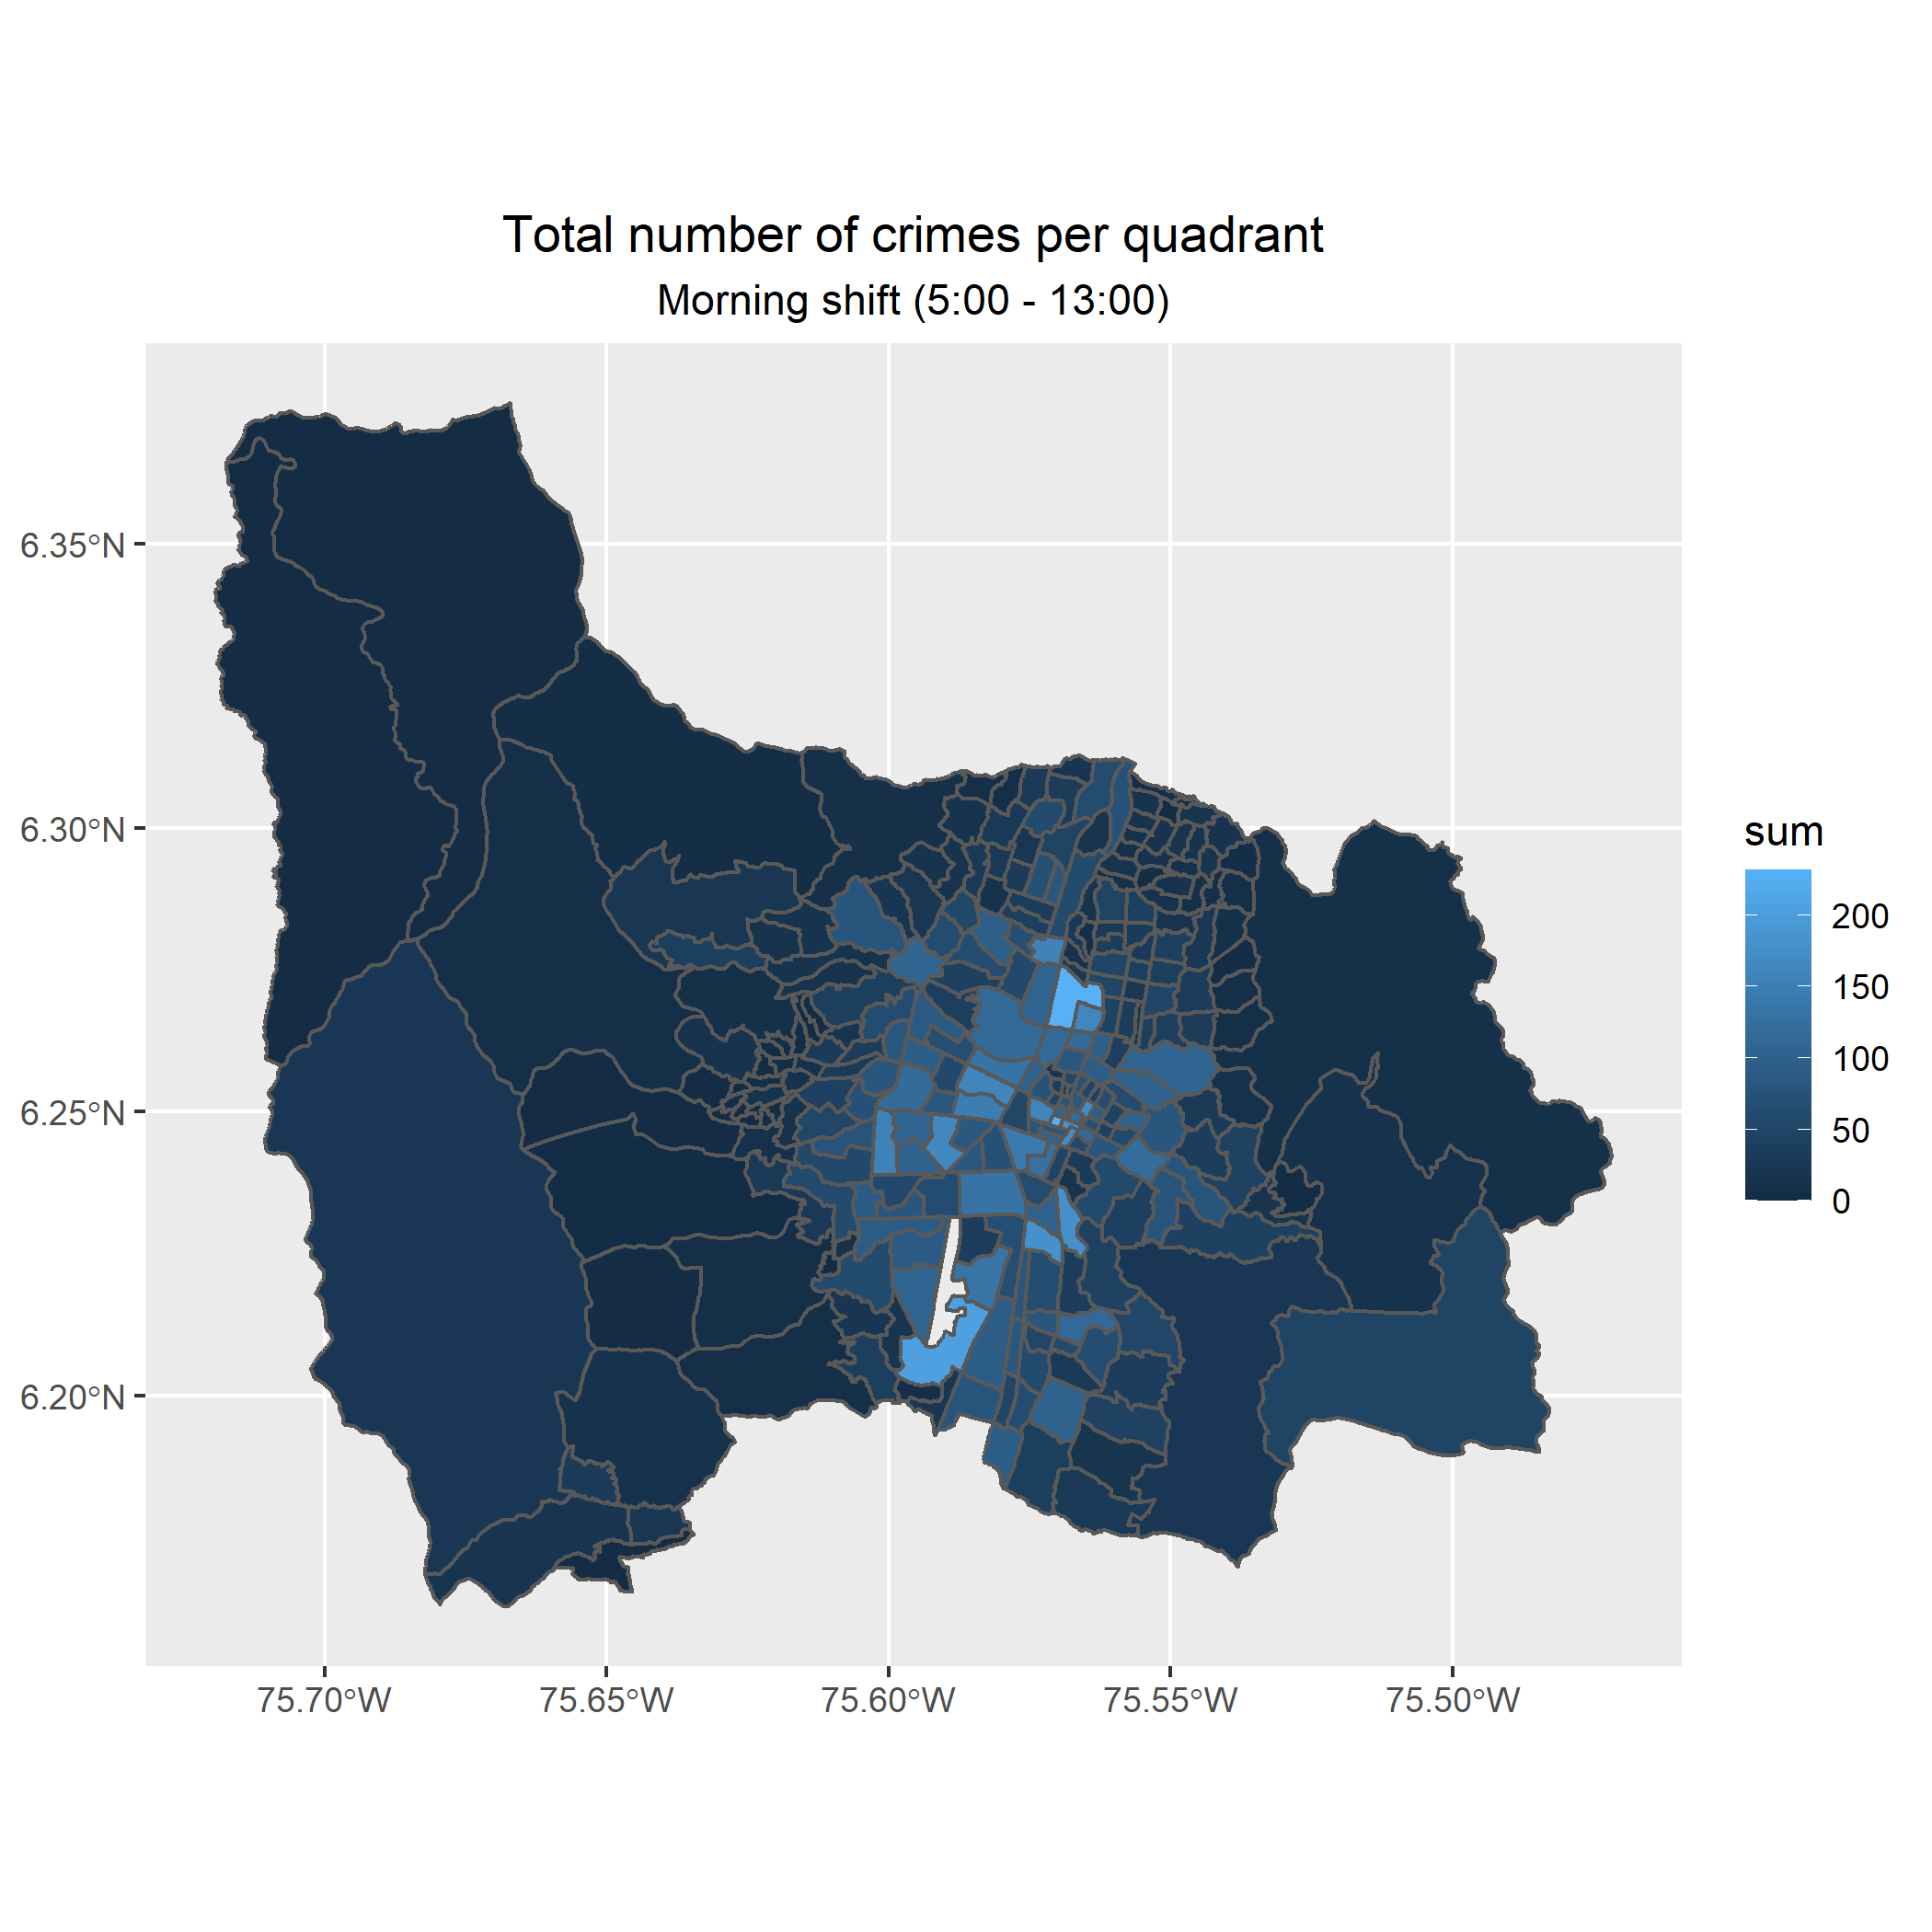 Total number of crimes per quadrant
Morning shift (5:00 - 13:00)
6.35°N
6.30°N
6.25°N
6.20°N
75.70°W
75.65°W
75.60°W
75.55°W
75.50°W
sum
200
150
100
50
0